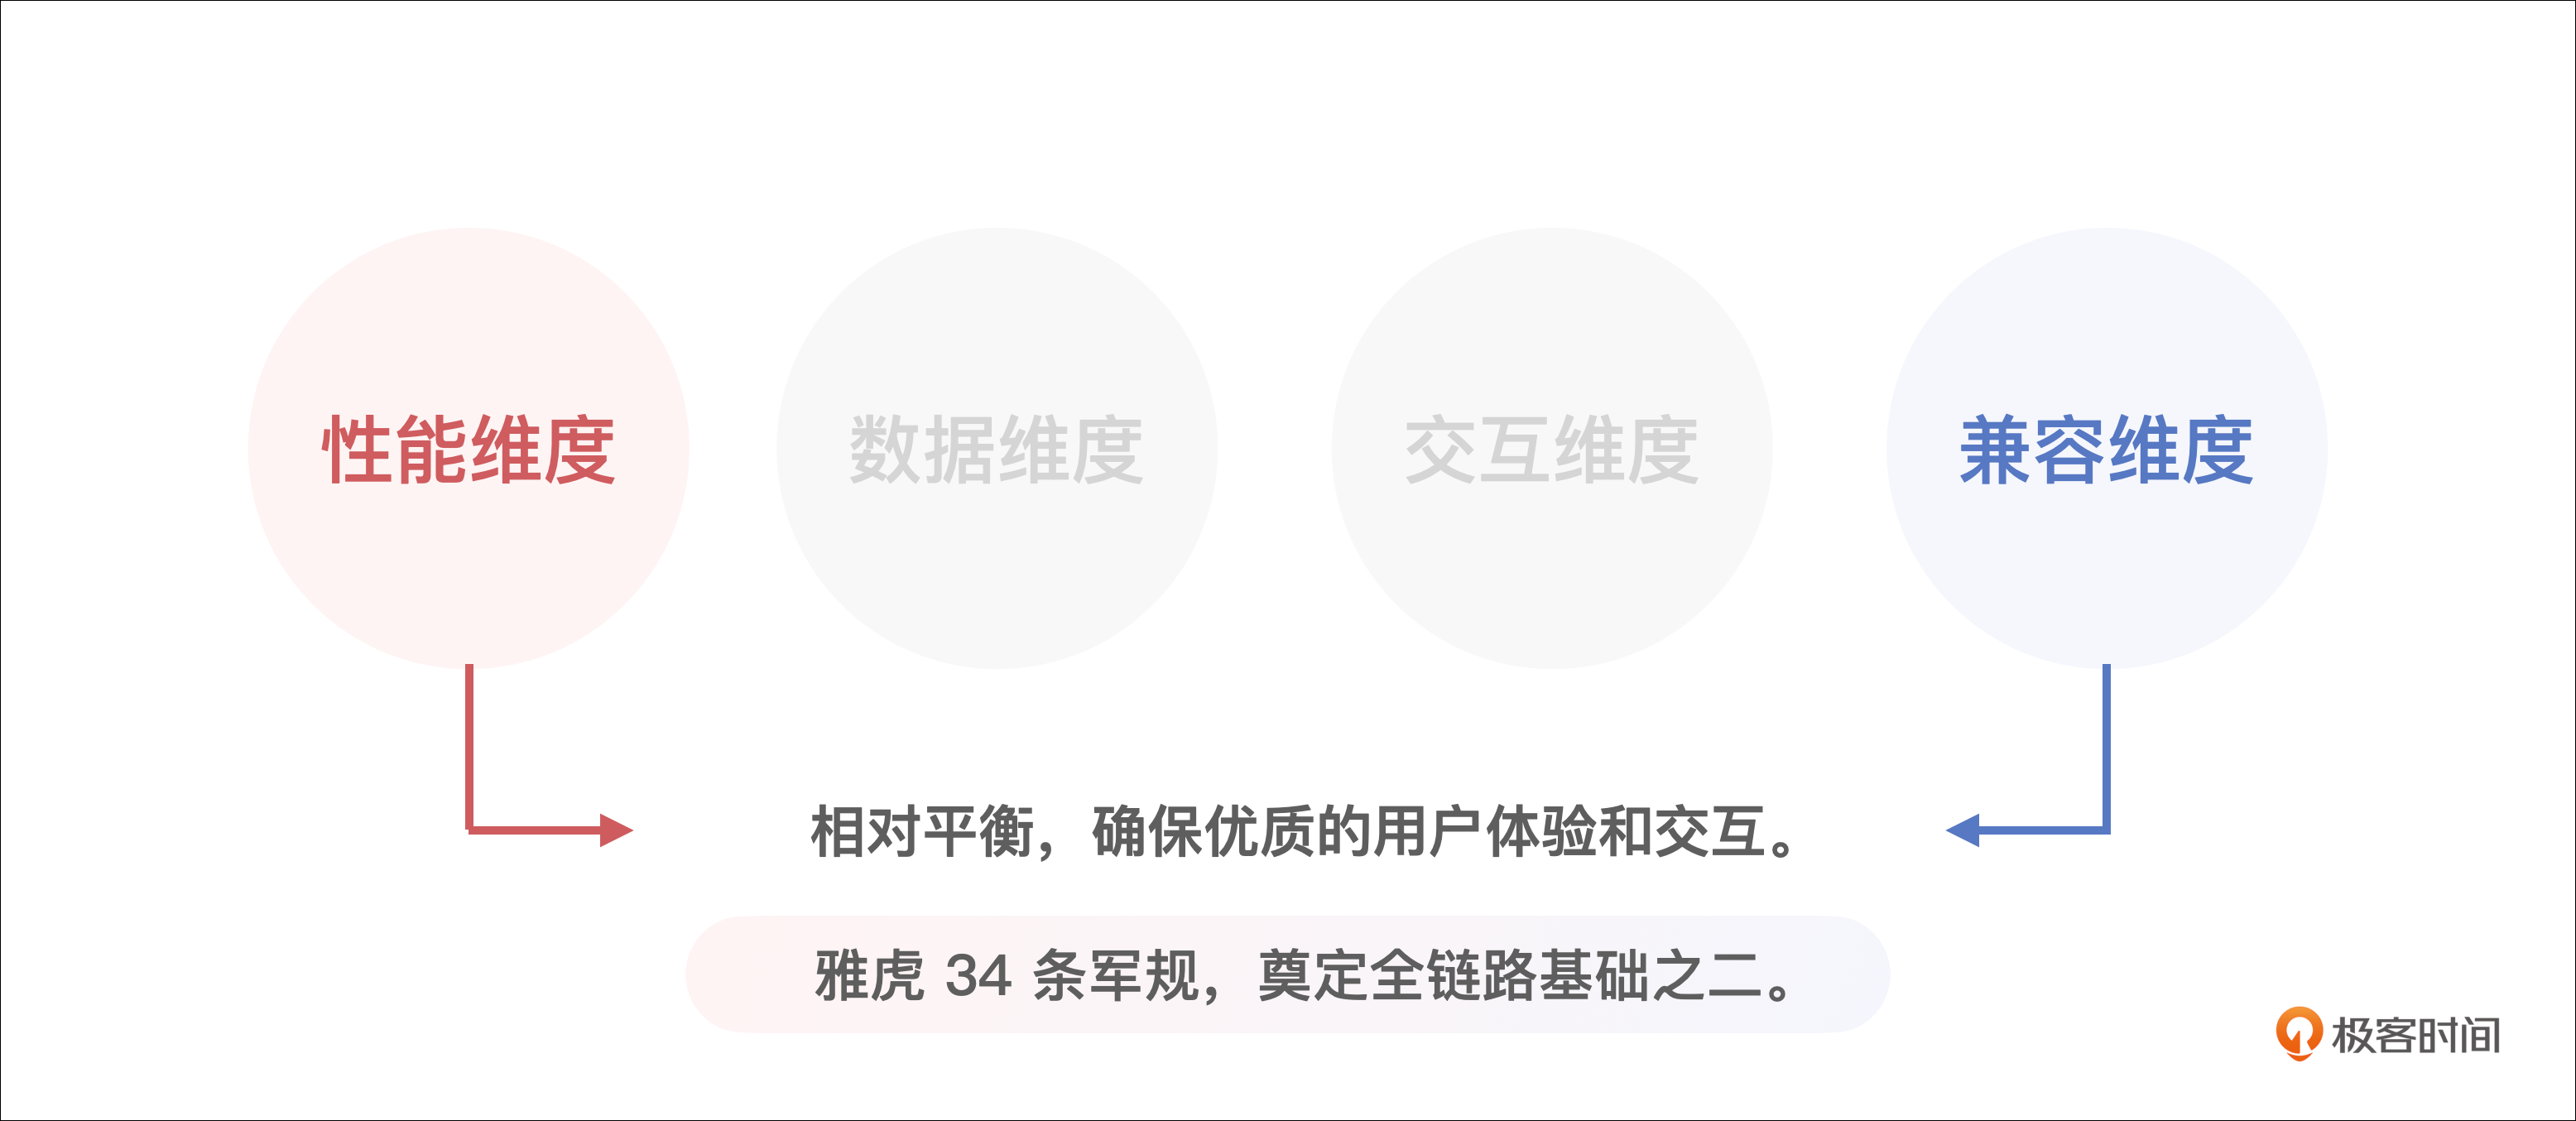 性能维度
数据维度
交互维度
兼容维度
相对平衡，确保优质的用户体验和交互。
雅虎 34 条军规，奠定全链路基础之二。
极客时间